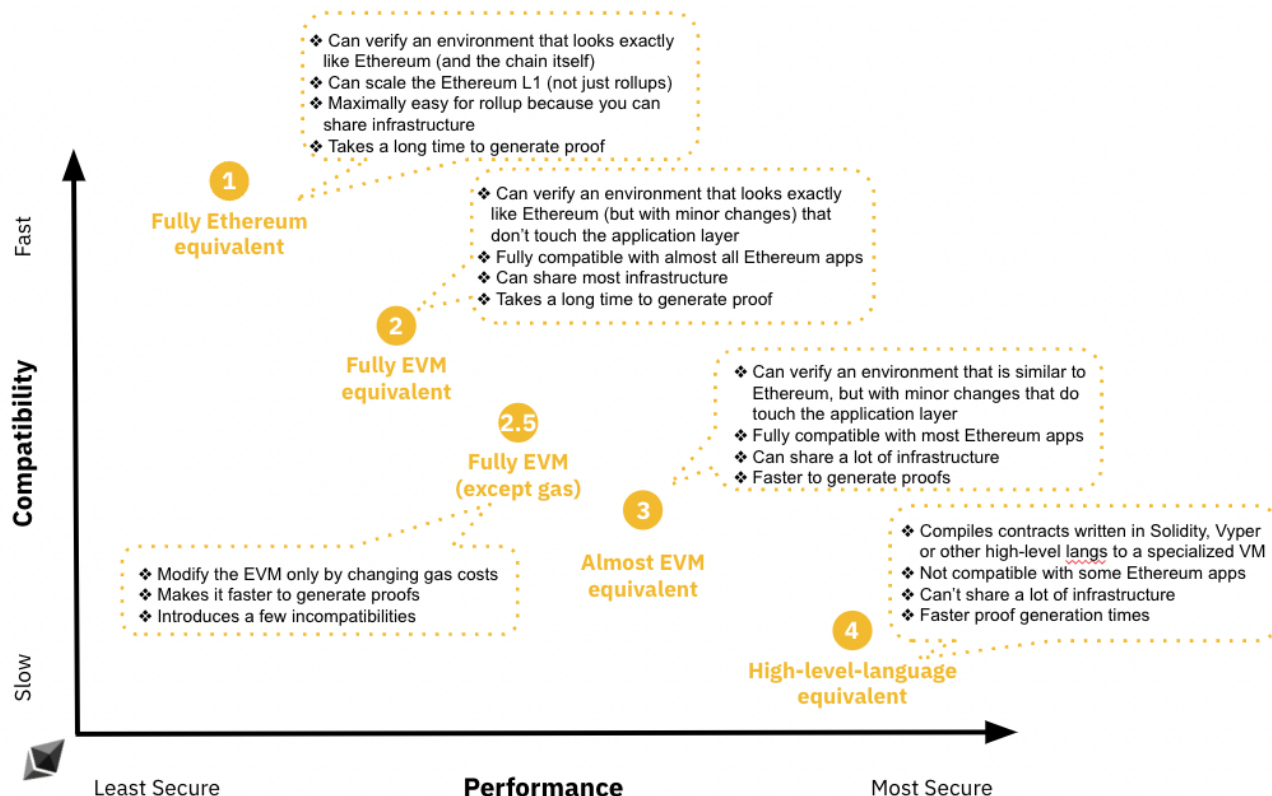 ❖ Can verify an environment that looks exactly
like Ethereum (and the chain itself)
❖ Can scale the Ethereum L1 (not just rollups)
❖ Maximally easy for rollup because you can
share infrastructure
❖ Takes a long time to generate proof
1
Fully Ethereum
equivalent
❖ Can verify an environment that looks exactly
like Ethereum (but with minor changes) that
don't touch the application layer
❖ Fully compatible with almost all Ethereum apps
❖ Can share most infrastructure
❖ Takes a long time to generate proof
2
Fully EVM
equivalent
❖ Can verify an environment that is similar to
Ethereum, but with minor changes that do
touch the application layer
❖ Fully compatible with most Ethereum apps
❖ Can share a lot of infrastructure
❖ Faster to generate proofs
2.5
Fully EVM
(except gas)
3
Almost EVM
equivalent
❖ Compiles contracts written in Solidity, Vyper
or other high-level langs to a specialized VM
❖ Not compatible with some Ethereum apps
❖ Can't share a lot of infrastructure
❖ Faster proof generation times
❖ Modify the EVM only by changing gas costs
❖ Makes it faster to generate proofs
❖ Introduces a few incompatibilities
4
High-level-language
equivalent
Fast
Compatibility
Slow
Least Secure
Performance
Most Secure